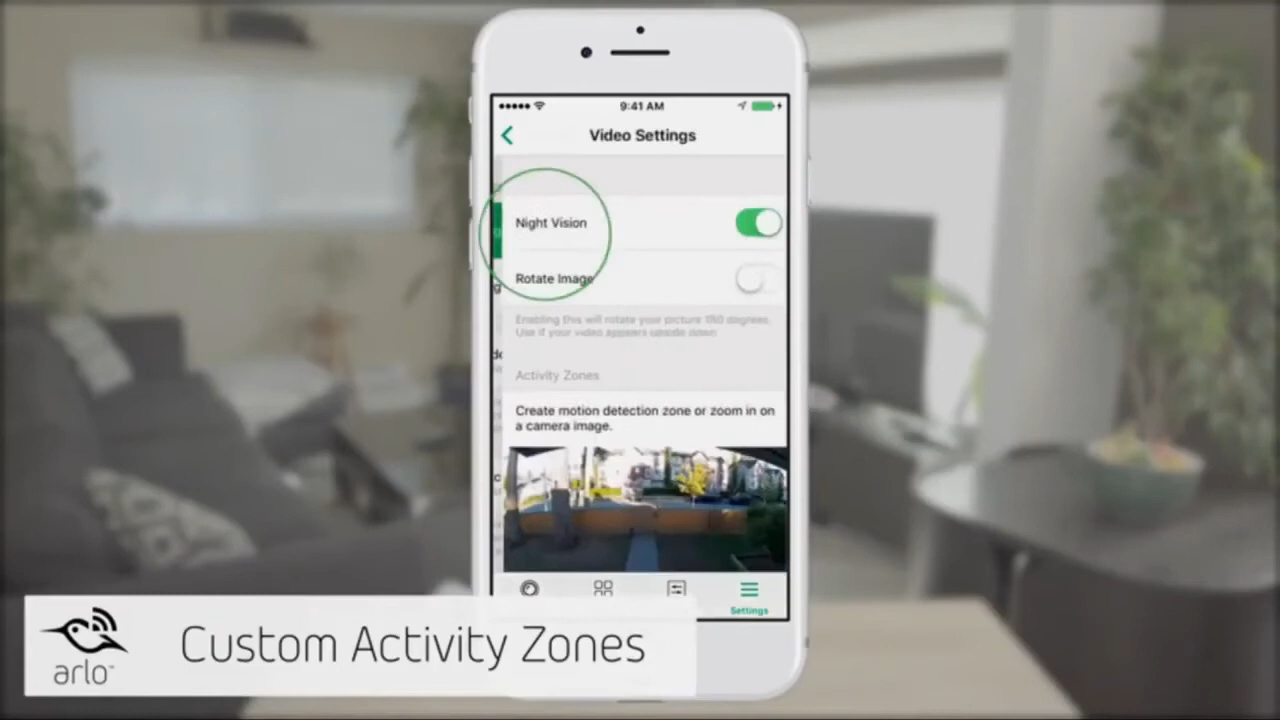 9:41 AM
Video Settings
Night Vision
Rotate Image
Enabling this will rotate your picture 180 degrees.
Use if your video appears upside down
Activity Zones
Create motion detection zone or zoom in on
a camera image.
Settings
arlo™
Custom Activity Zones